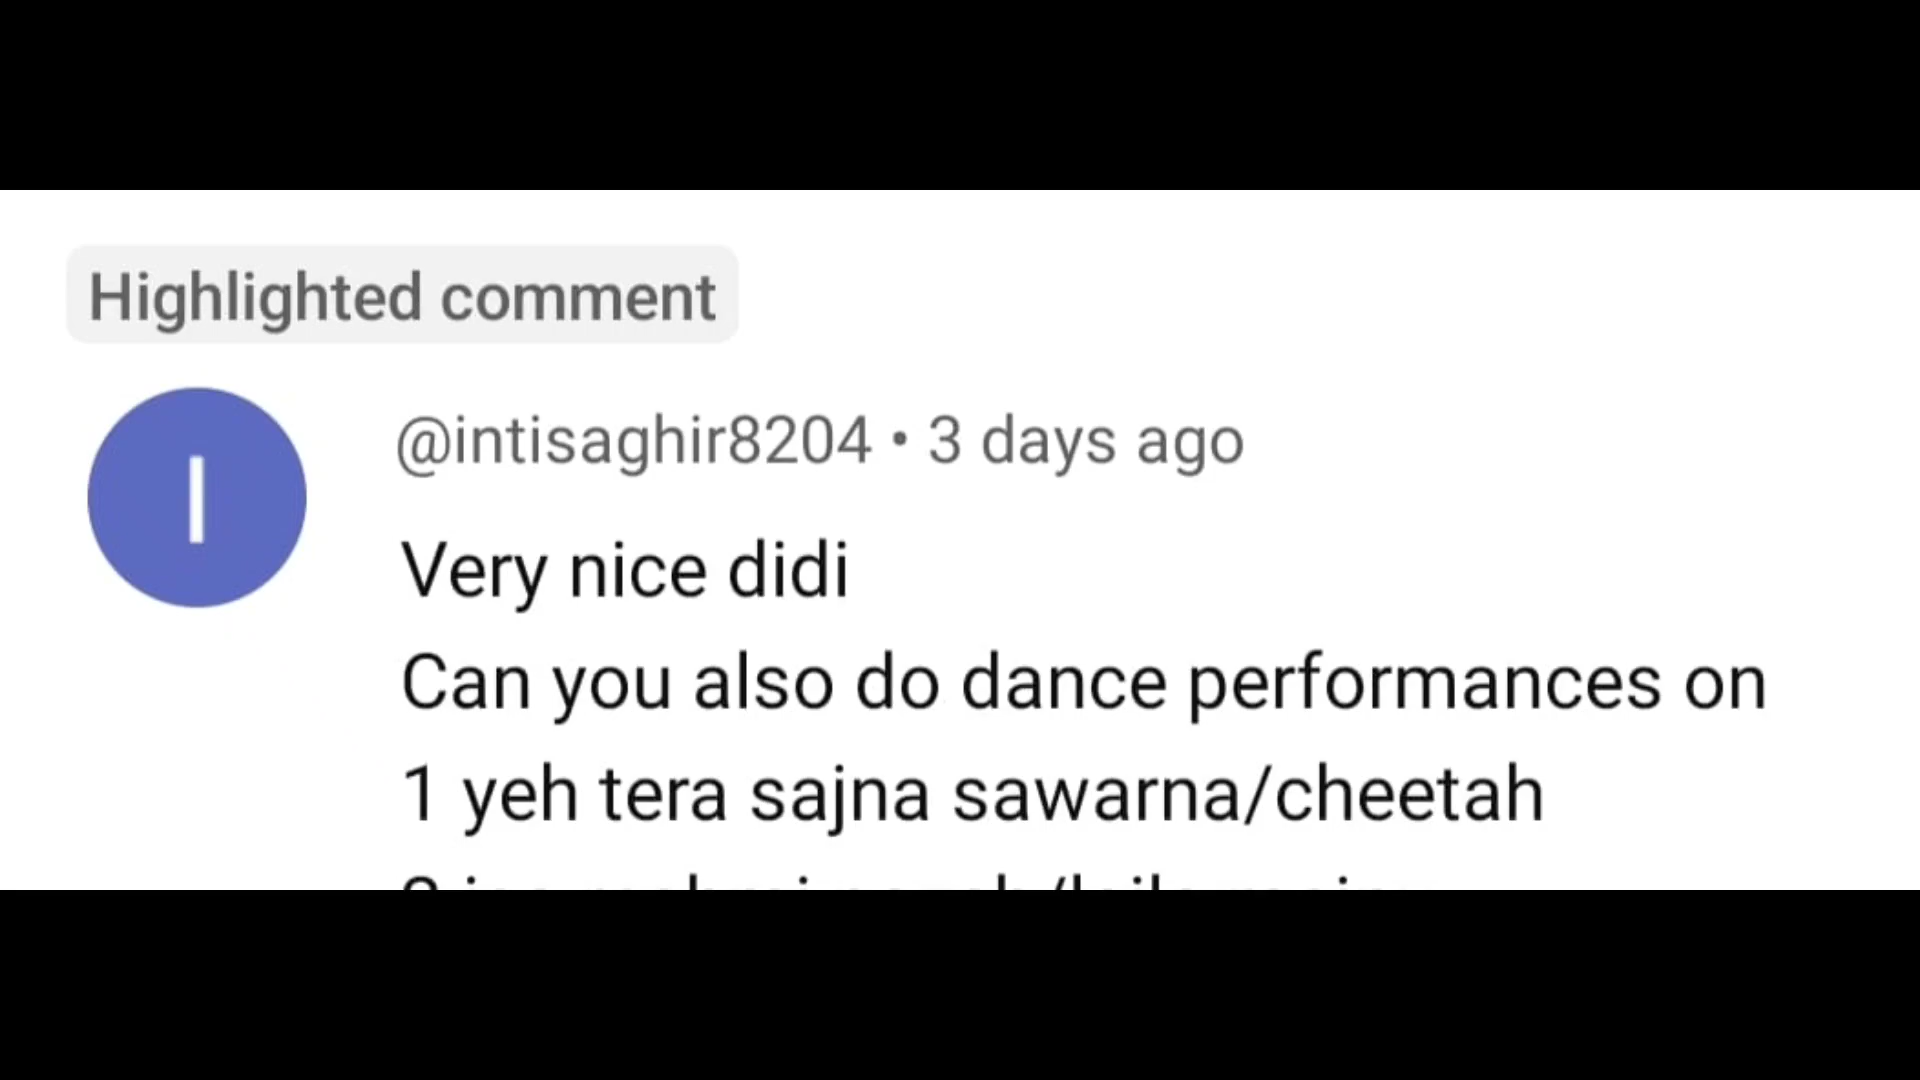 Highlighted comment
I
@intisaghir8204 • 3 days ago
Very nice didi
Can you also do dance performances on
1 yeh tera sajna sawarna/cheetah